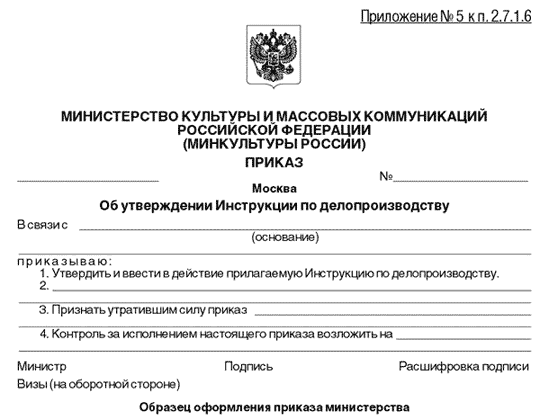 Приложение № 5 к п. 2.7.1.6
МИНИСТЕРСТВО КУЛЬТУРЫ И МАССОВЫХ КОММУНИКАЦИЙ
РОССИЙСКОЙ ФЕДЕРАЦИИ
(МИНКУЛЬТУРЫ РОССИИ)
ПРИКАЗ
№
Москва
Об утверждении Инструкции по делопроизводству
В связи с
(основание)
приказываю:
1. Утвердить и ввести в действие прилагаемую Инструкцию по делопроизводству.
2.
3. Признать утратившим силу приказ
4. Контроль за исполнением настоящего приказа возложить на
Министр Подпись Расшифровка подписи
Визы (на оборотной стороне)
Образец оформления приказа министерства